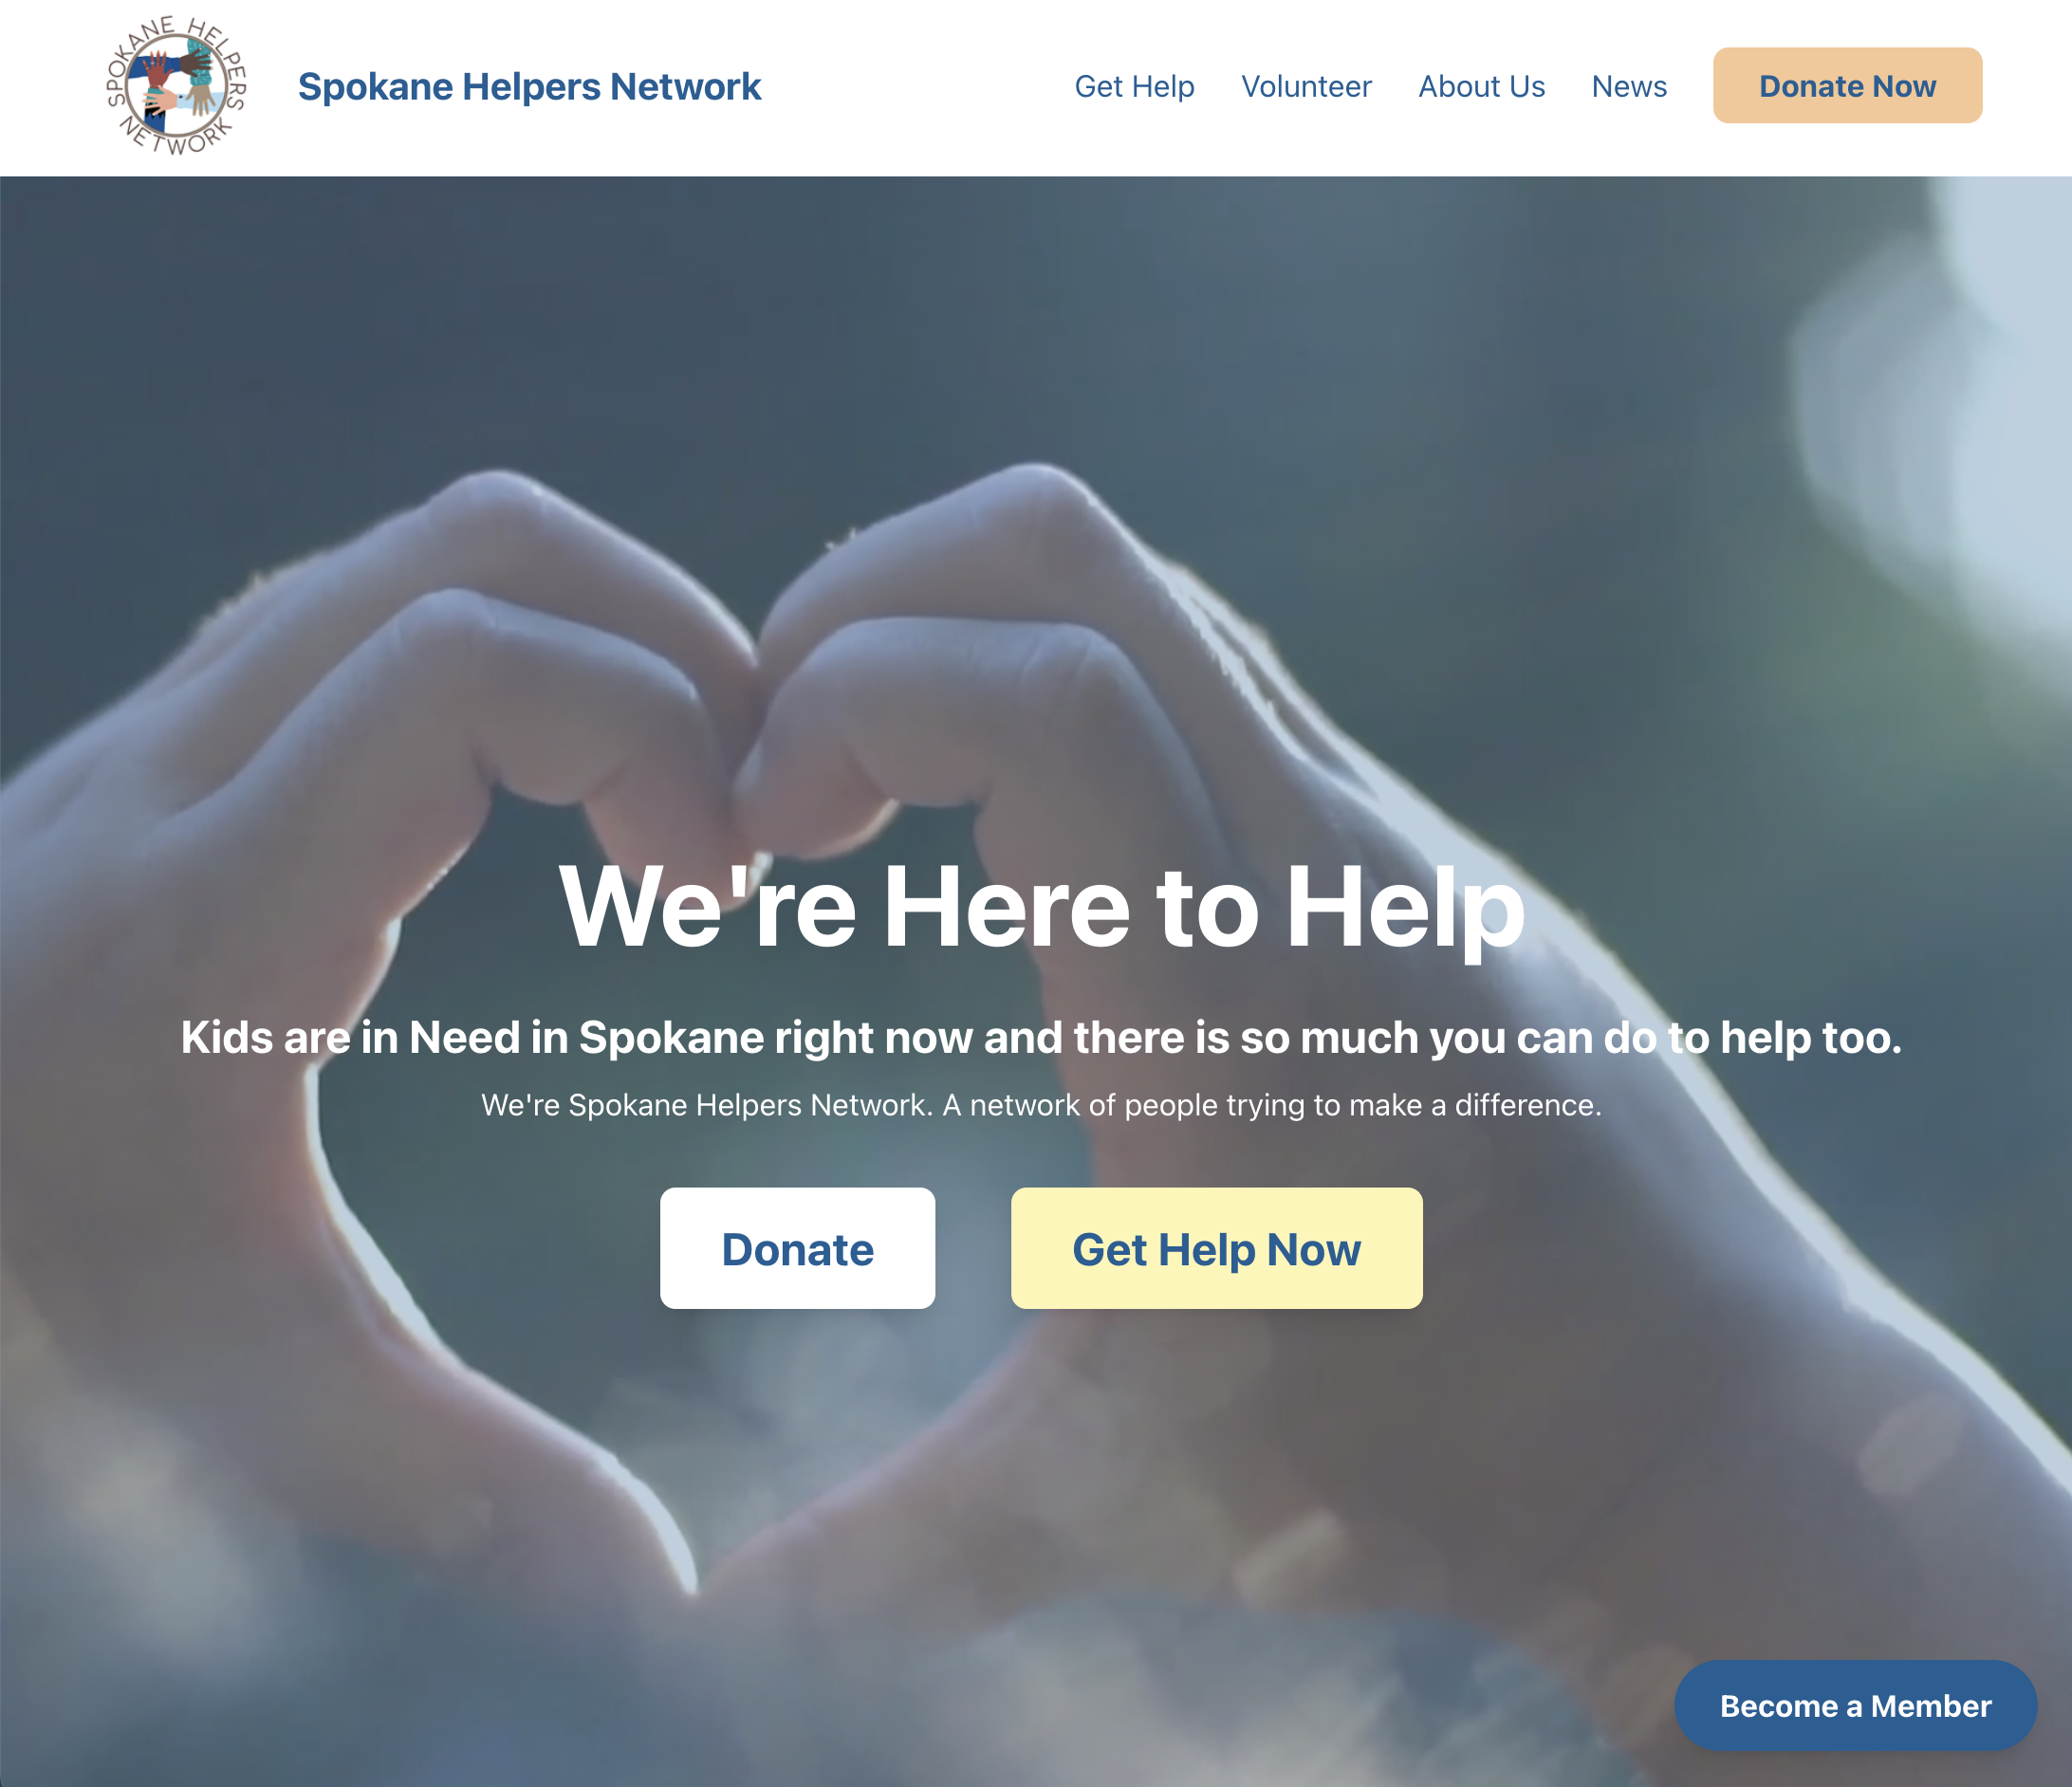 SPOKANE HELPERS
NETWORK
Spokane Helpers Network
Get Help
Volunteer
About Us
News
Donate Now
We're Here to Help
Kids are in Need in Spokane right now and there is so much you can do to help too.
We're Spokane Helpers Network. A network of people trying to make a difference.
Donate
Get Help Now
Become a Member